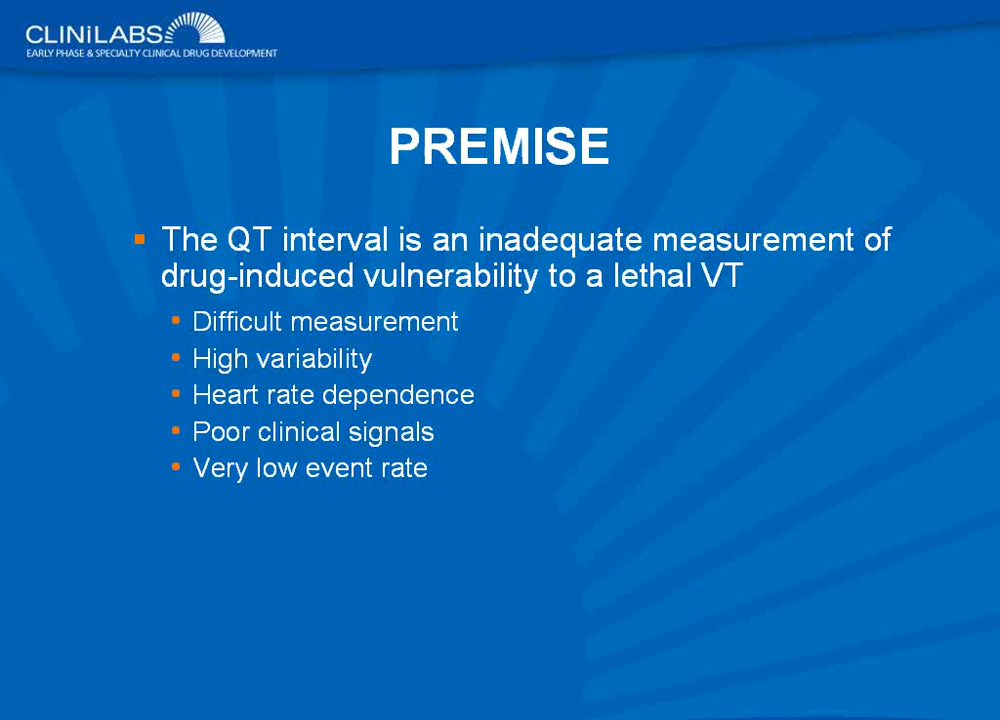 CLINiLABS
EARLY PHASE & SPECIALTY CLINICAL DRUG DEVELOPMENT
PREMISE
The QT interval is an inadequate measurement of
drug-induced vulnerability to a lethal VT
Difficult measurement
High variability
Heart rate dependence
Poor clinical signals
Very low event rate